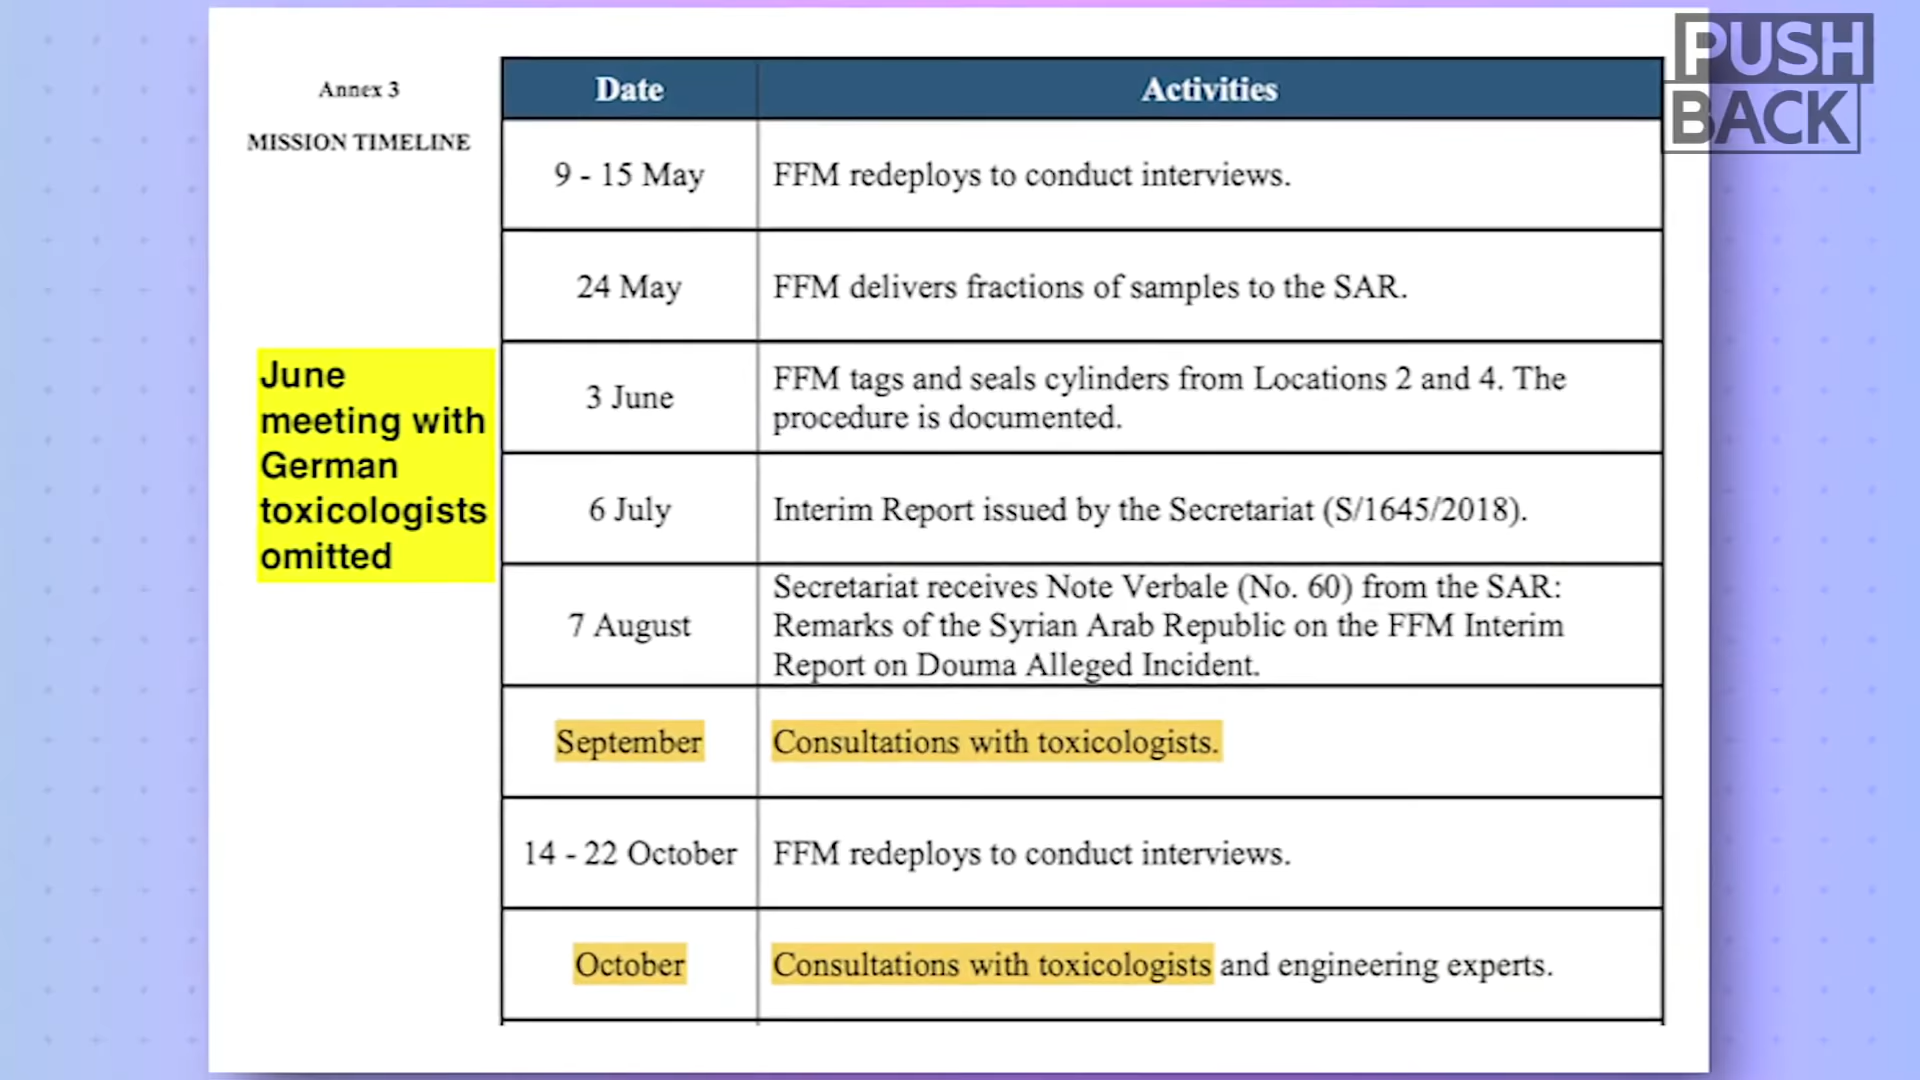 PUSH
BACK
Annex 3
MISSION TIMELINE
Date Activities
9 - 15 May FFM redeploys to conduct interviews.
24 May FFM delivers fractions of samples to the SAR.
3 June FFM tags and seals cylinders from Locations 2 and 4. The
procedure is documented.
June
meeting with
German
toxicologists
omitted
6 July Interim Report issued by the Secretariat (S/1645/2018).
7 August Secretariat receives Note Verbale (No. 60) from the SAR:
Remarks of the Syrian Arab Republic on the FFM Interim
Report on Douma Alleged Incident.
September Consultations with toxicologists.
14 - 22 October FFM redeploys to conduct interviews.
October Consultations with toxicologists and engineering experts.